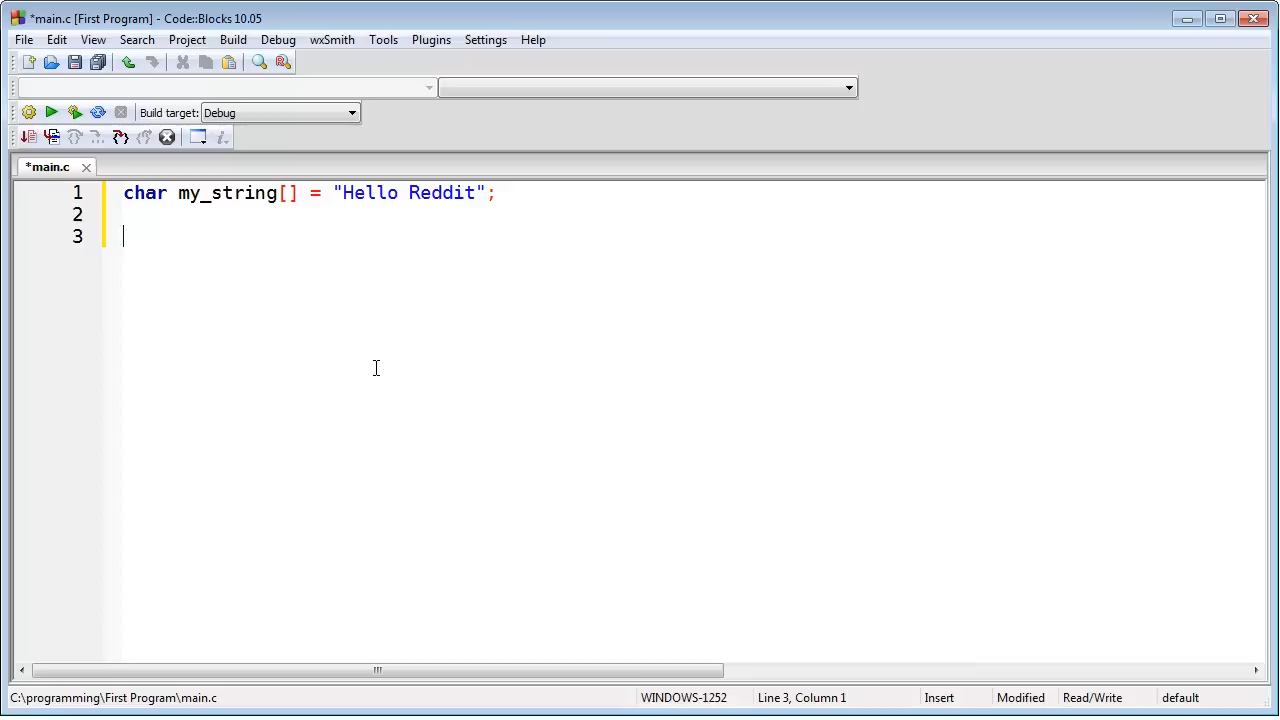 *main.c [First Program] - Code::Blocks 10.05
File Edit View Search Project Build Debug wxSmith Tools Plugins Settings Help
Build target: Debug
*main.c
1 char my_string[] = "Hello Reddit";
2
3
C:\programming\First Program\main.c WINDOWS-1252 Line 3, Column 1 Insert Modified Read/Write default